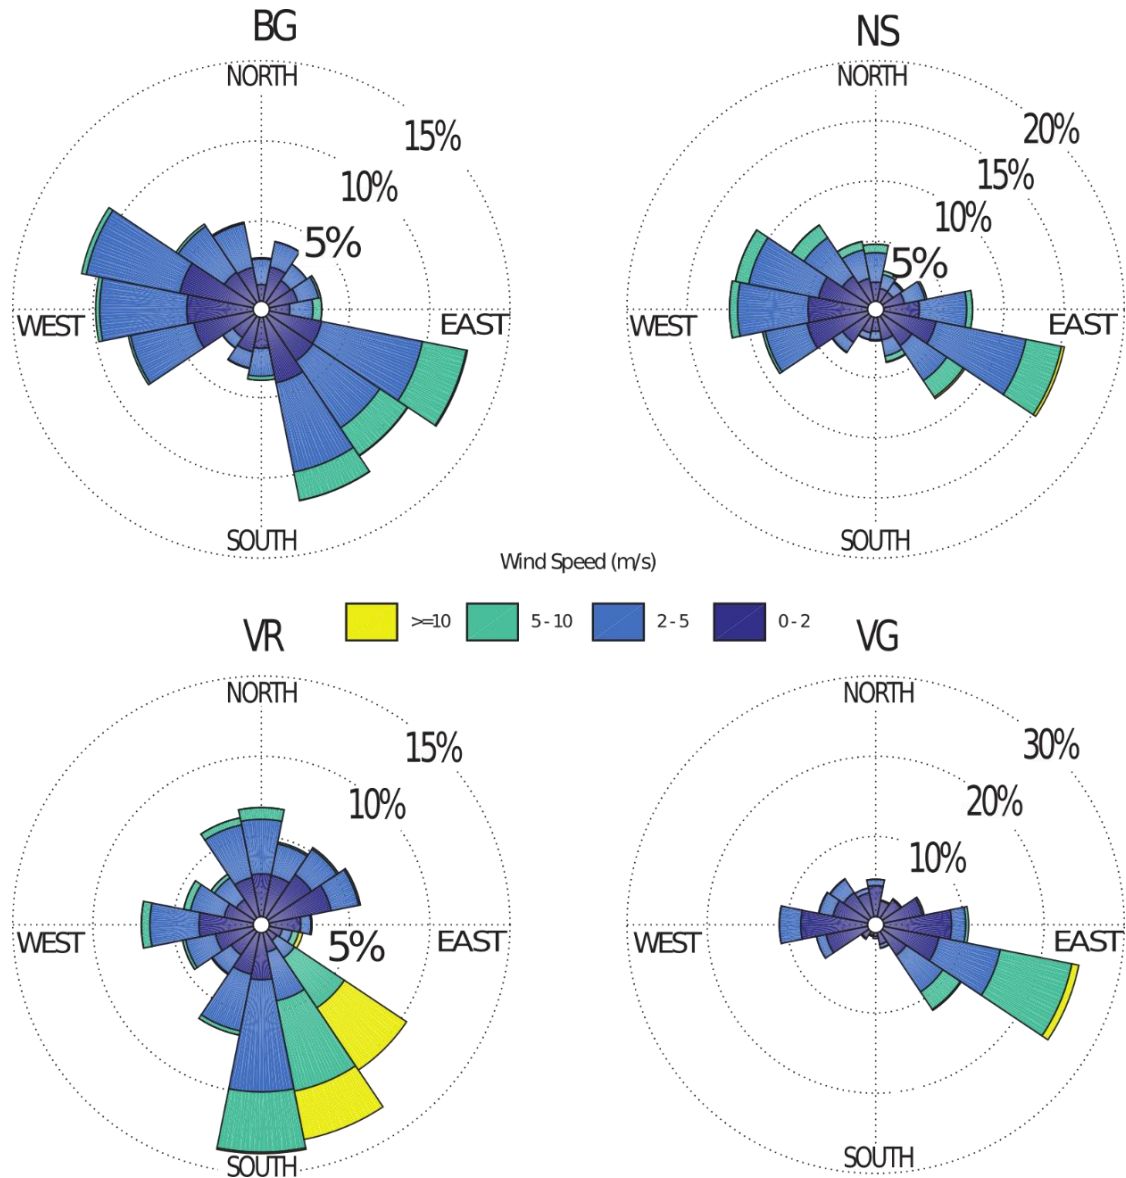 BG
NORTH
15%
10%
5%
WEST
EAST
SOUTH
NS
NORTH
20%
15%
10%
5%
WEST
EAST
SOUTH
Wind Speed (m/s)
>=10
5 - 10
2 - 5
0 - 2
VR
NORTH
15%
10%
5%
WEST
EAST
SOUTH
VG
NORTH
30%
20%
10%
WEST
EAST
SOUTH